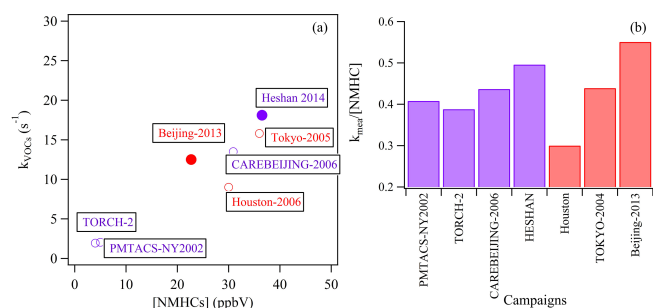 (a)
30
25
20
15
10
5
0
k_VOCs (s⁻¹)
Heshan 2014
Beijing-2013
Tokyo-2005
CAREBEIJING-2006
Houston-2006
TORCH-2
PMTACS-NY2002
0 10 20 30 40 50
[NMHCs] (ppbV)
(b)
0.6
0.5
0.4
0.3
0.2
k_mea/[NMHC]
PMTACS-NY2002
TORCH-2
CAREBEIJING-2006
HESHAN
Houston
TOKYO-2004
Beijing-2013
Campaigns